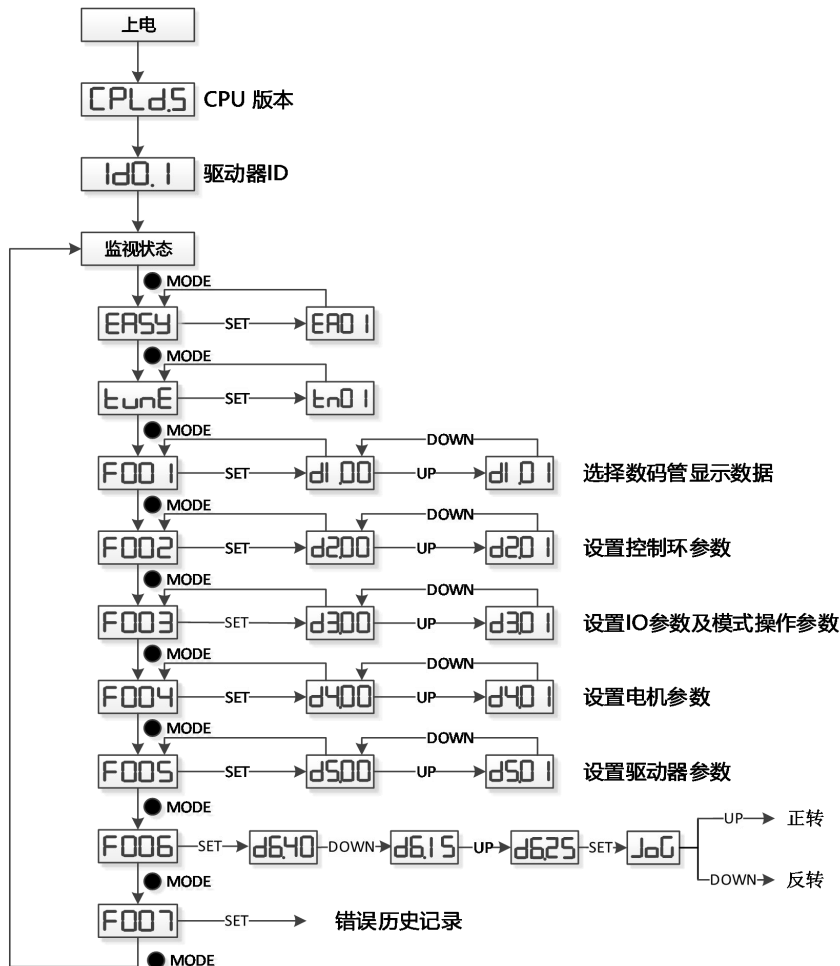 上电
CPLd.5 CPU 版本
Id0.1 驱动器ID
监视状态
MODE
EASY SET EA01
MODE
tunE SET tn01
MODE
DOWN
F001 SET d1.00 UP d1.01 选择数码管显示数据
MODE
DOWN
F002 SET d2.00 UP d2.01 设置控制环参数
MODE
DOWN
F003 SET d3.00 UP d3.01 设置IO参数及模式操作参数
MODE
DOWN
F004 SET d4.00 UP d4.01 设置电机参数
MODE
DOWN
F005 SET d5.00 UP d5.01 设置驱动器参数
MODE
UP 正转
F006 SET d6.40 DOWN d6.15 UP d6.25 SET JoG
DOWN 反转
MODE
F007 SET 错误历史记录
MODE